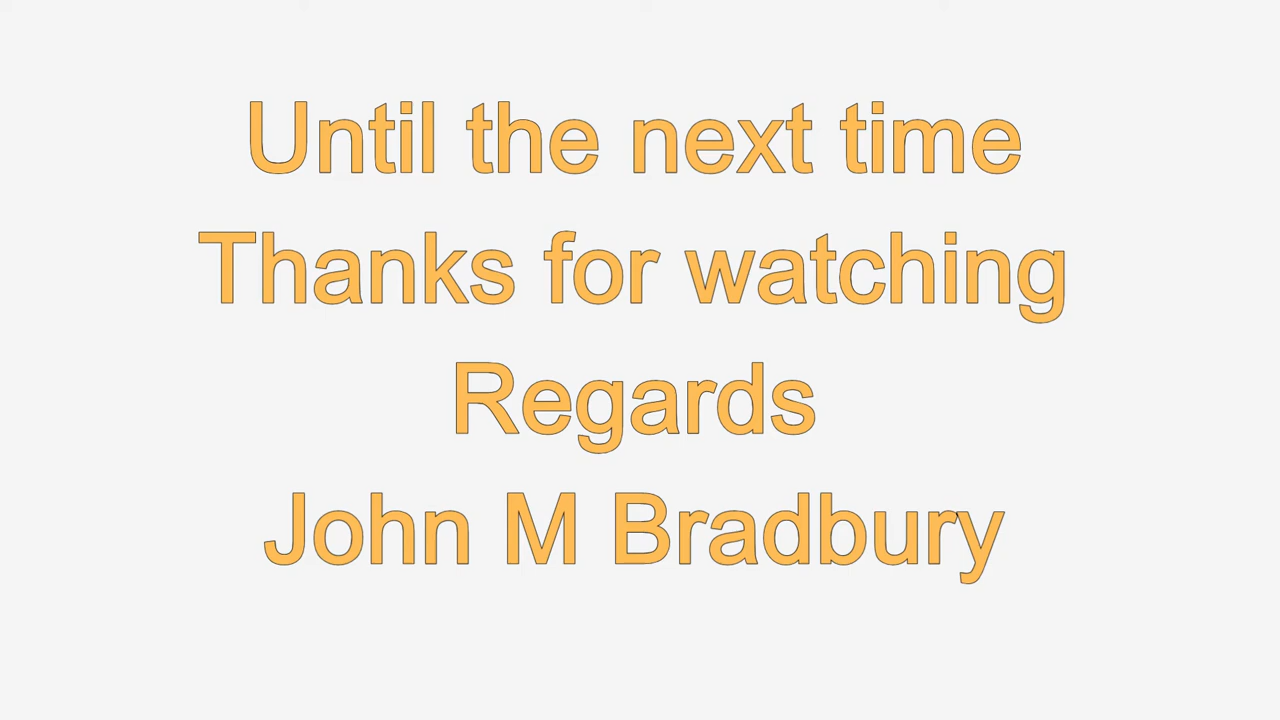 Until the next time
Thanks for watching
Regards
John M Bradbury